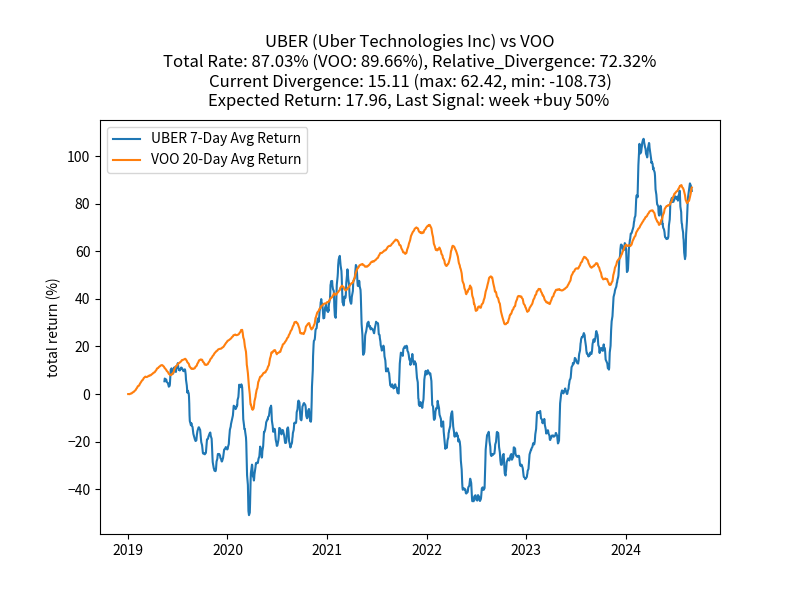 UBER (Uber Technologies Inc) vs VOO
Total Rate: 87.03% (VOO: 89.66%), Relative_Divergence: 72.32%
Current Divergence: 15.11 (max: 62.42, min: -108.73)
Expected Return: 17.96, Last Signal: week +buy 50%
UBER 7-Day Avg Return
VOO 20-Day Avg Return
total return (%)
100
80
60
40
20
0
−20
−40
2019 2020 2021 2022 2023 2024